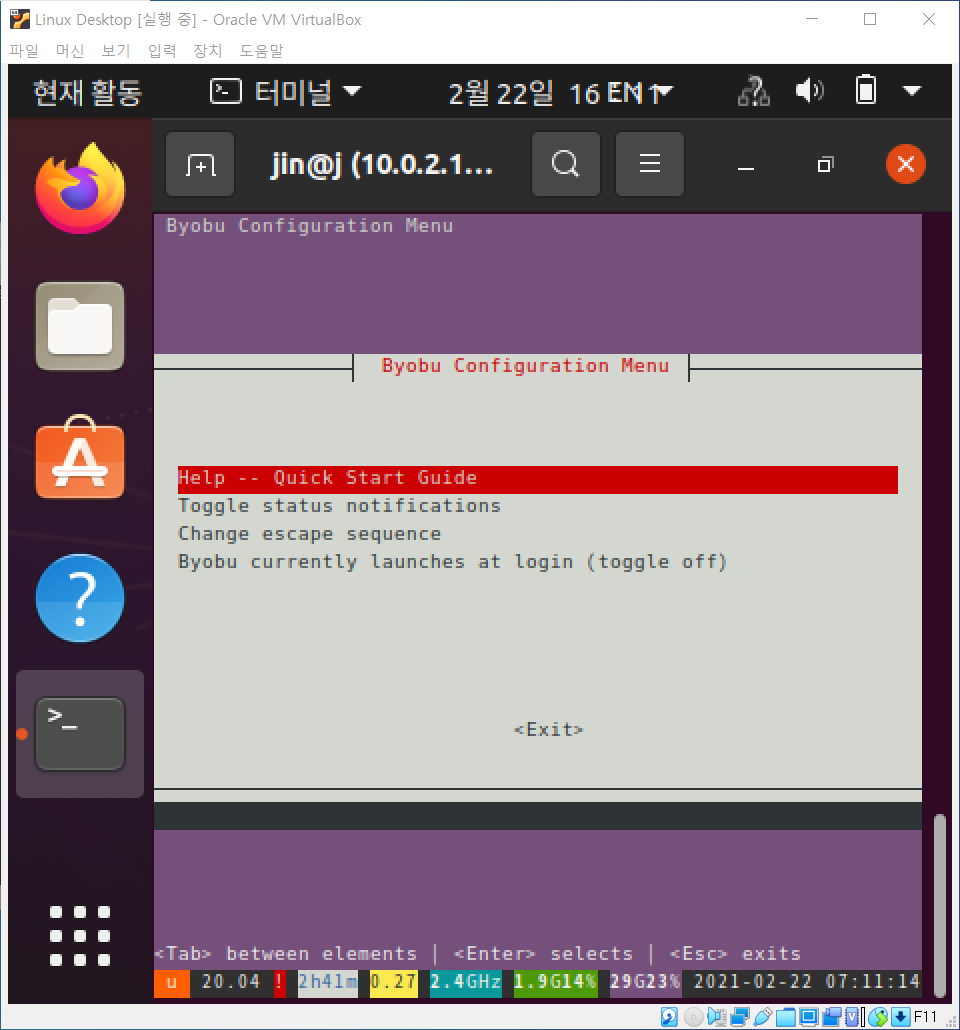 Linux Desktop [실행 중] - Oracle VM VirtualBox
파일 머신 보기 입력 장치 도움말
현재 활동 터미널 2월 22일 16 EN
jin@j (10.0.2.1...
Byobu Configuration Menu
Byobu Configuration Menu
Help -- Quick Start Guide
Toggle status notifications
Change escape sequence
Byobu currently launches at login (toggle off)
<Exit>
<Tab> between elements | <Enter> selects | <Esc> exits
u 20.04 ! 2h41m 0.27 2.4GHz 1.9G14% 29G23% 2021-02-22 07:11:14
F11